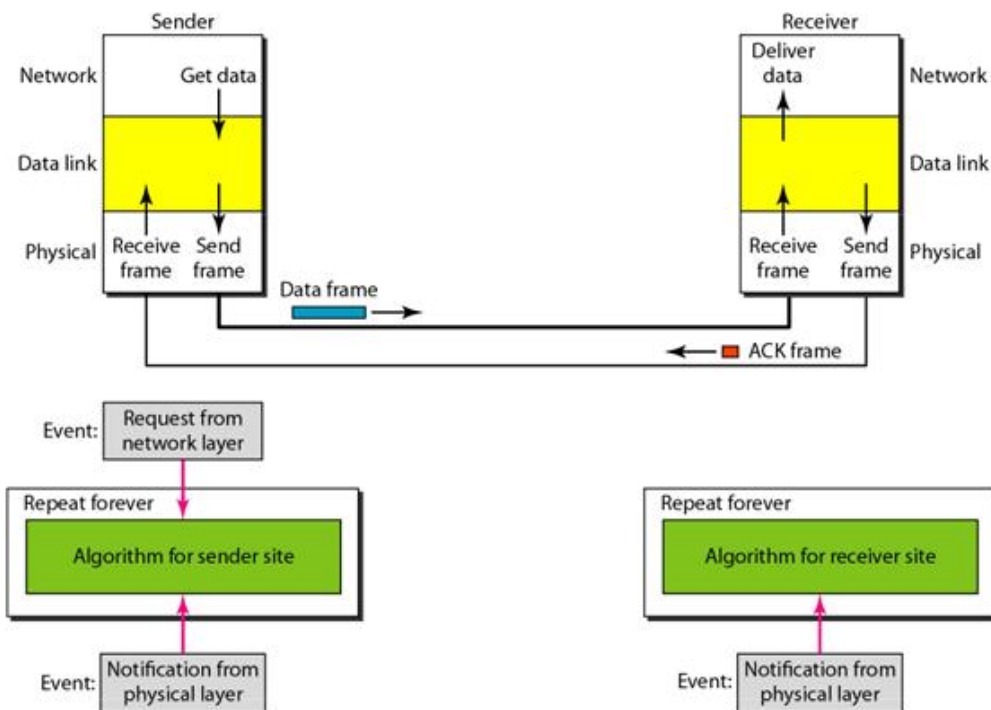 Sender
Receiver
Network
Get data
Deliver
data
Network
Data link
Data link
Physical
Receive
frame
Send
frame
Receive
frame
Send
frame
Physical
Data frame
ACK frame
Event:
Request from
network layer
Repeat forever
Algorithm for sender site
Repeat forever
Algorithm for receiver site
Event:
Notification from
physical layer
Event:
Notification from
physical layer